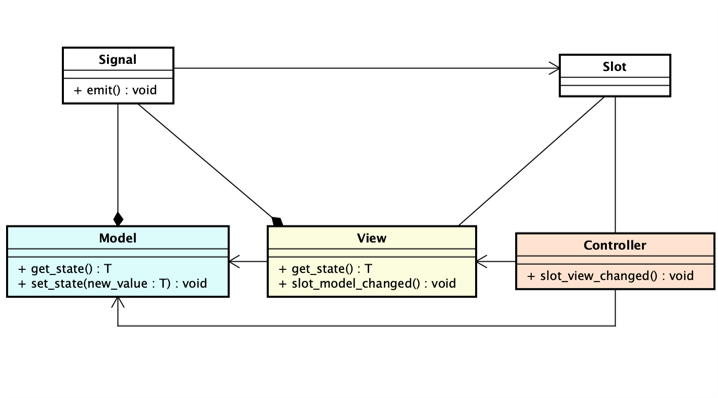 Signal
+ emit() : void
Slot
Model
+ get_state() : T
+ set_state(new_value : T) : void
View
+ get_state() : T
+ slot_model_changed() : void
Controller
+ slot_view_changed() : void